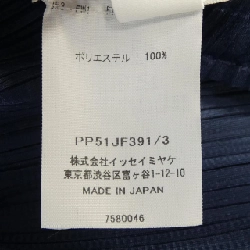 ポリエステル 100%
PP51JF391/3
株式会社イッセイミヤケ
東京都渋谷区富ヶ谷1-12-10
MADE IN JAPAN
7580046